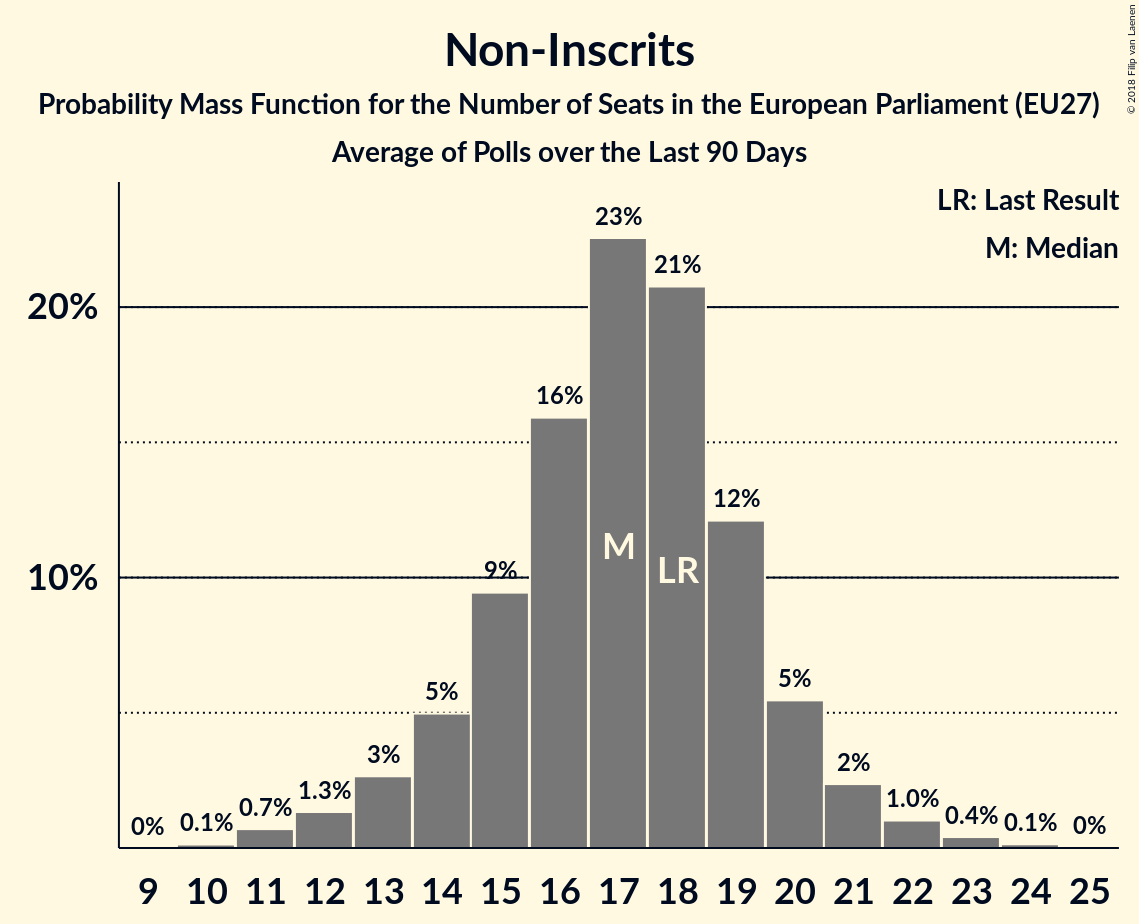 Non-Inscrits
Probability Mass Function for the Number of Seats in the European Parliament (EU27)
Average of Polls over the Last 90 Days
© 2018 Filip van Laenen
LR: Last Result
M: Median
20%
10%
0%
0.1%
0.7%
1.3%
3%
5%
9%
16%
23%
21%
12%
5%
2%
1.0%
0.4%
0.1%
0%
M
LR
9 10 11 12 13 14 15 16 17 18 19 20 21 22 23 24 25